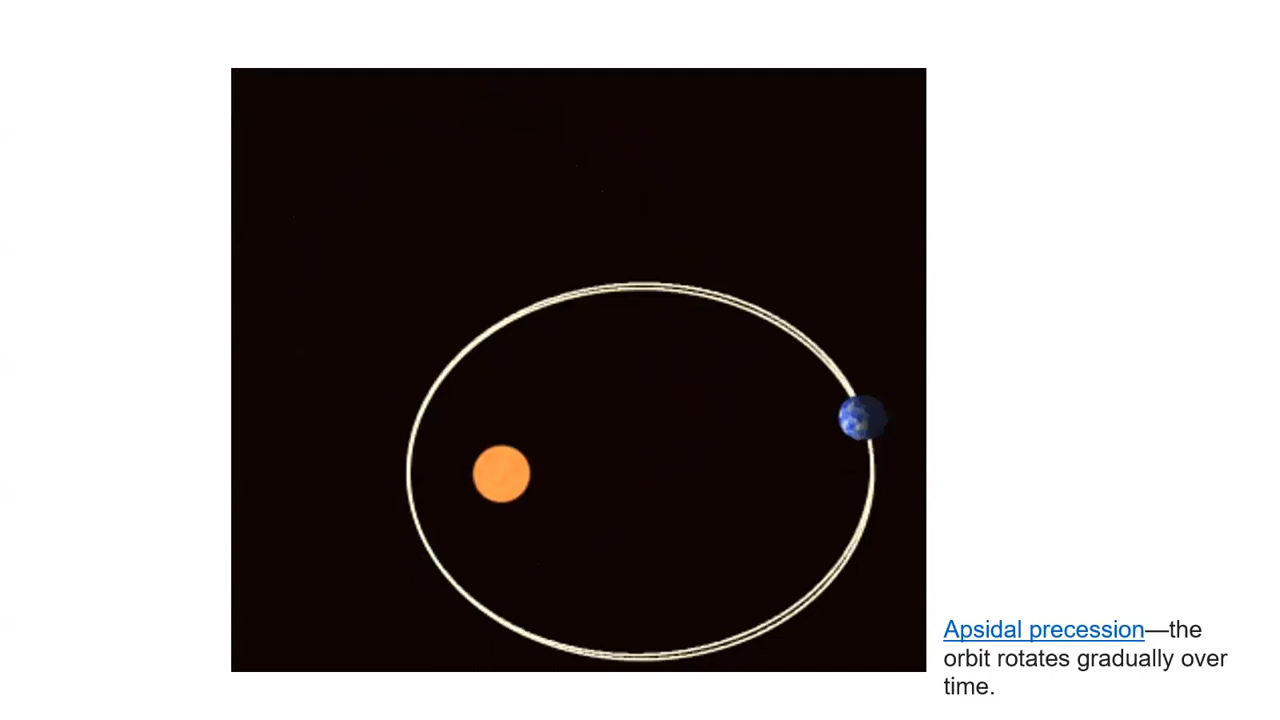 Apsidal precession—the
orbit rotates gradually over
time.